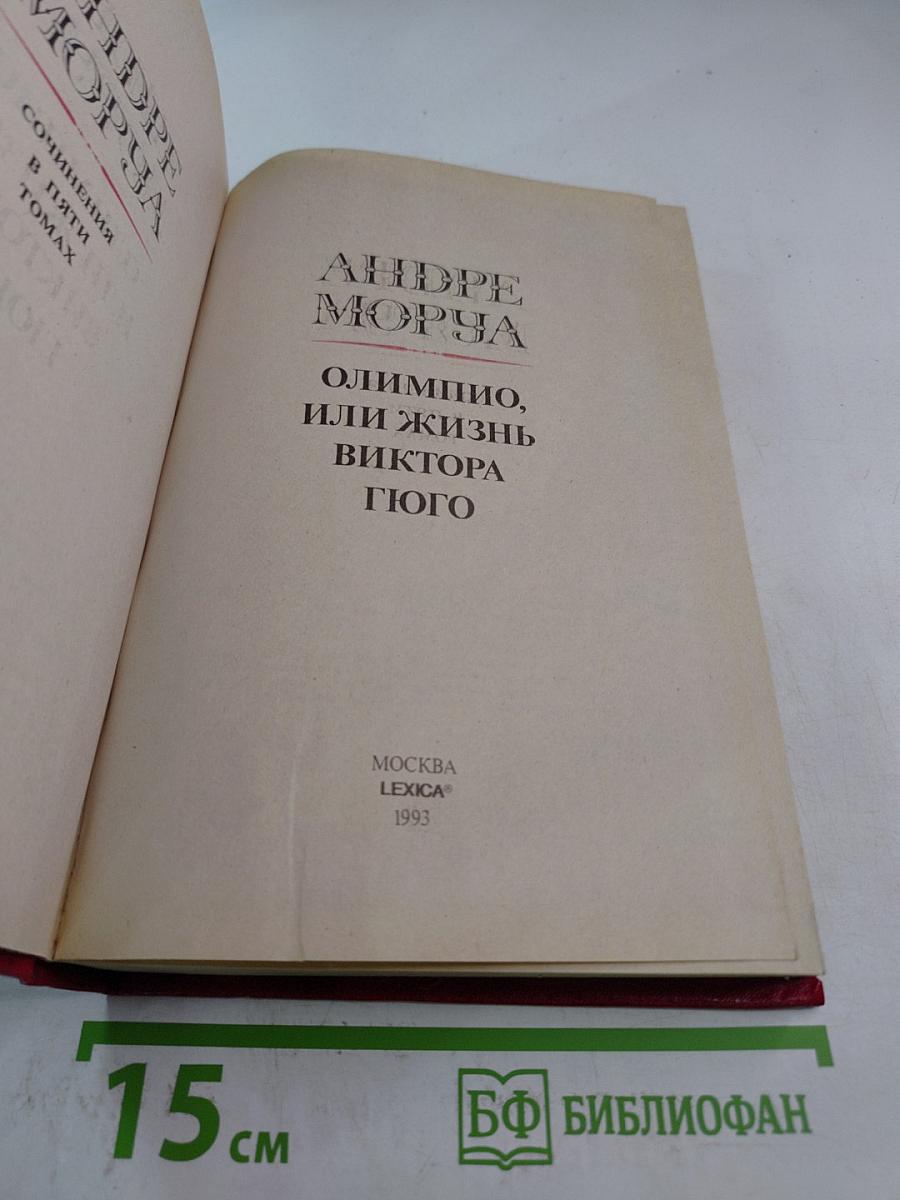 АНДРЕ
МОРУА
СОЧИНЕНИЯ
В ПЯТИ
ТОМАХ
АНДРЕ
МОРУА
ОЛИМПИО,
ИЛИ ЖИЗНЬ
ВИКТОРА
ГЮГО
МОСКВА
LEXICA®
1993
15 см
БФ БИБЛИОФАН